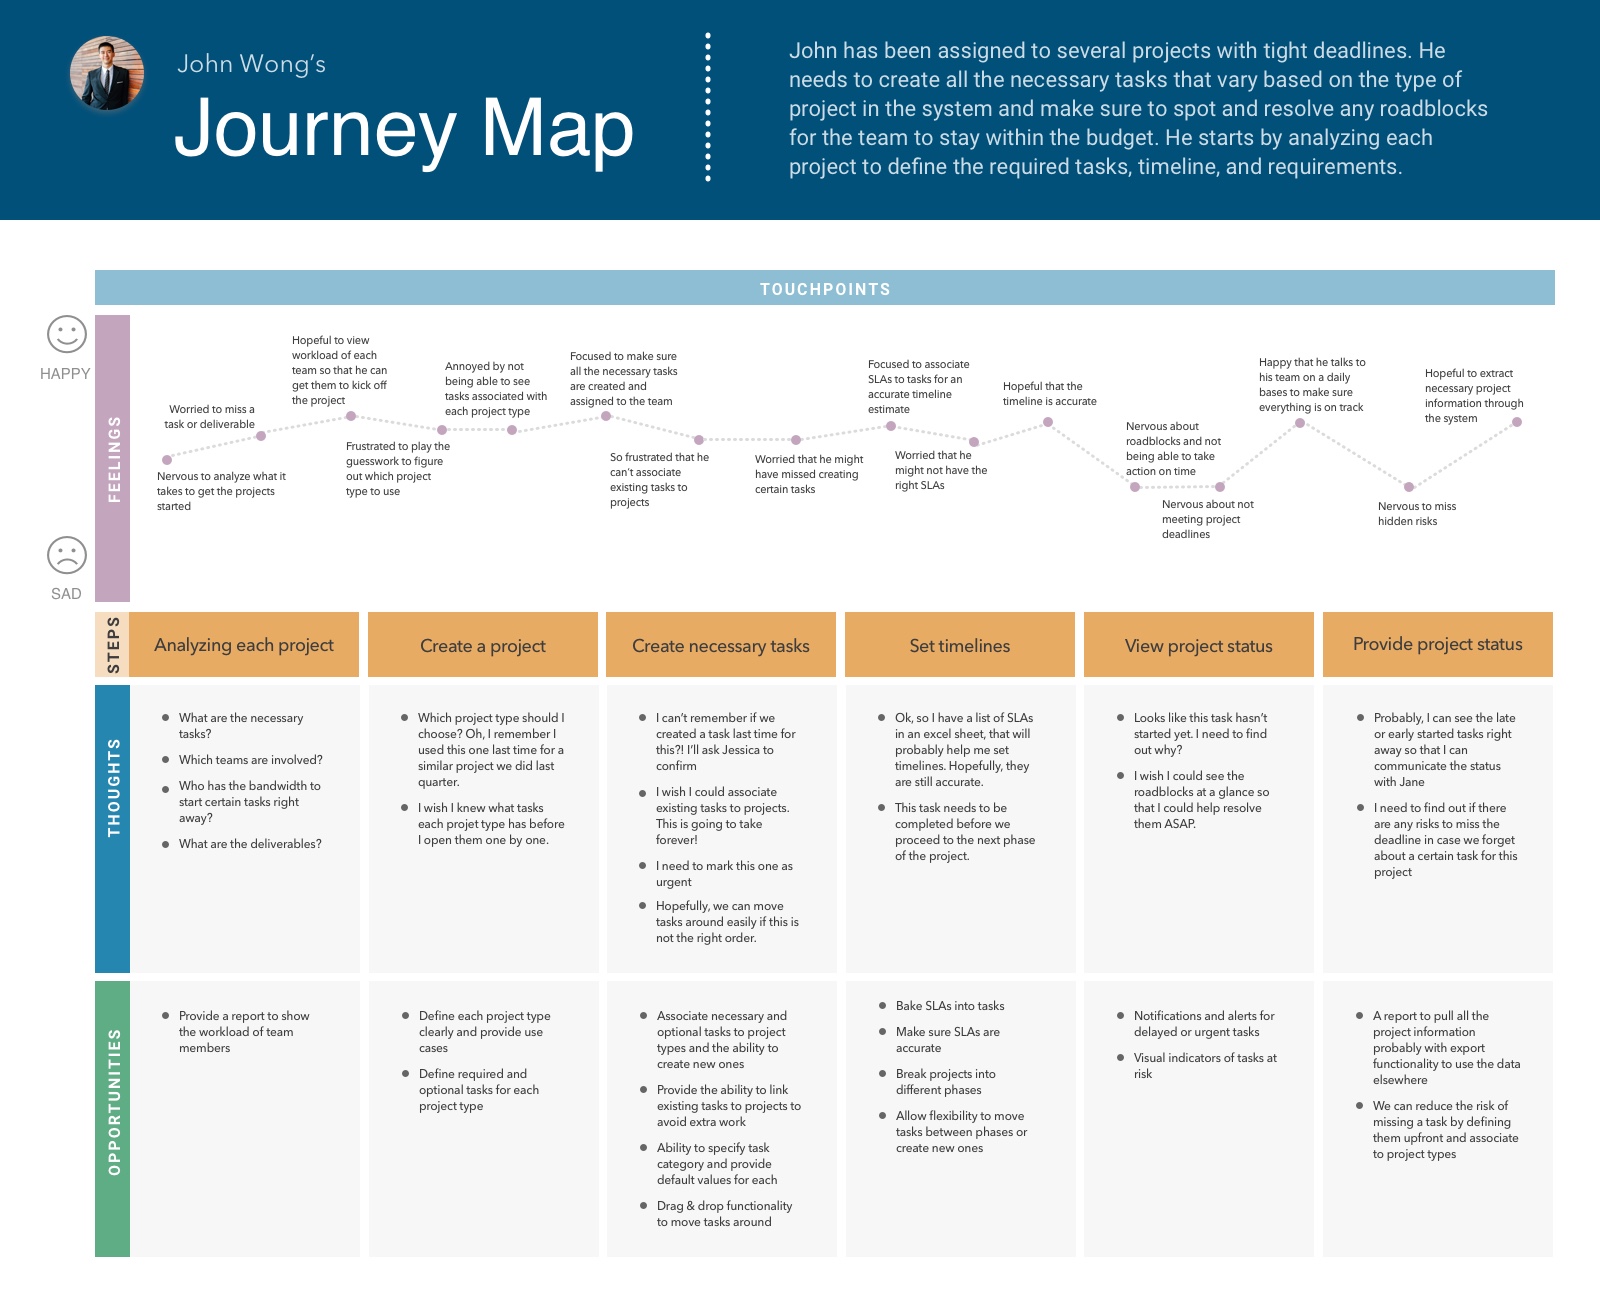 John Wong's
Journey Map
John has been assigned to several projects with tight deadlines. He
needs to create all the necessary tasks that vary based on the type of
project in the system and make sure to spot and resolve any roadblocks
for the team to stay within the budget. He starts by analyzing each
project to define the required tasks, timeline, and requirements.
TOUCHPOINTS
HAPPY
SAD
FEELINGS
Nervous to analyze what it
takes to get the projects
started
Worried to miss a
task or deliverable
Hopeful to view
workload of each
team so that he can
get them to kick off
the project
Frustrated to play the
guesswork to figure
out which project
type to use
Annoyed by not
being able to see
tasks associated with
each project type
Focused to make sure
all the necessary tasks
are created and
assigned to the team
So frustrated that he
can't associate
existing tasks to
projects
Worried that he might
have missed creating
certain tasks
Focused to associate
SLAs to tasks for an
accurate timeline
estimate
Worried that he
might not have the
right SLAs
Hopeful that the
timeline is accurate
Nervous about
roadblocks and not
being able to take
action on time
Nervous about not
meeting project
deadlines
Happy that he talks to
his team on a daily
bases to make sure
everything is on track
Nervous to miss
hidden risks
Hopeful to extract
necessary project
information through
the system
STEPS
Analyzing each project
Create a project
Create necessary tasks
Set timelines
View project status
Provide project status
THOUGHTS
What are the necessary
tasks?
Which teams are involved?
Who has the bandwidth to
start certain tasks right
away?
What are the deliverables?
Which project type should I
choose? Oh, I remember I
used this one last time for a
similar project we did last
quarter.
I wish I knew what tasks
each projet type has before
I open them one by one.
I can't remember if we
created a task last time for
this?! I'll ask Jessica to
confirm
I wish I could associate
existing tasks to projects.
This is going to take
forever!
I need to mark this one as
urgent
Hopefully, we can move
tasks around easily if this is
not the right order.
Ok, so I have a list of SLAs
in an excel sheet, that will
probably help me set
timelines. Hopefully, they
are still accurate.
This task needs to be
completed before we
proceed to the next phase
of the project.
Looks like this task hasn't
started yet. I need to find
out why?
I wish I could see the
roadblocks at a glance so
that I could help resolve
them ASAP.
Probably, I can see the late
or early started tasks right
away so that I can
communicate the status
with Jane
I need to find out if there
are any risks to miss the
deadline in case we forget
about a certain task for this
project
OPPORTUNITIES
Provide a report to show
the workload of team
members
Define each project type
clearly and provide use
cases
Define required and
optional tasks for each
project type
Associate necessary and
optional tasks to project
types and the ability to
create new ones
Provide the ability to link
existing tasks to projects to
avoid extra work
Ability to specify task
category and provide
default values for each
Drag & drop functionality
to move tasks around
Bake SLAs into tasks
Make sure SLAs are
accurate
Break projects into
different phases
Allow flexibility to move
tasks between phases or
create new ones
Notifications and alerts for
delayed or urgent tasks
Visual indicators of tasks at
risk
A report to pull all the
project information
probably with export
functionality to use the data
elsewhere
We can reduce the risk of
missing a task by defining
them upfront and associate
to project types